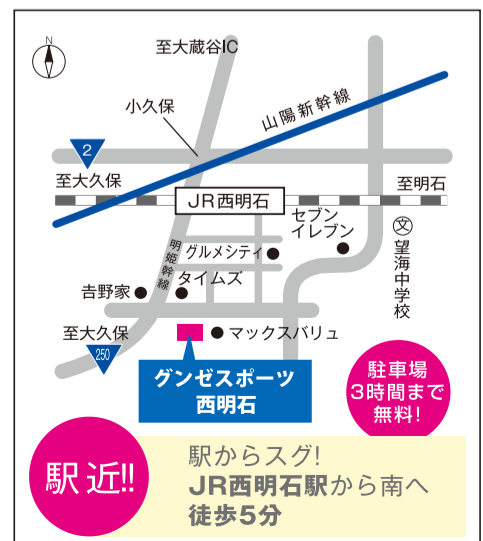 N
至大蔵谷IC
小久保
山陽新幹線
2
至大久保
至明石
JR西明石
セブン
イレブン
文
望海中学校
明姫幹線
グルメシティ
タイムズ
𠮷野家
至大久保
250
マックスバリュ
グンゼスポーツ
西明石
駐車場
3時間まで
無料!
駅近!!
駅からスグ!
JR西明石駅から南へ
徒歩5分